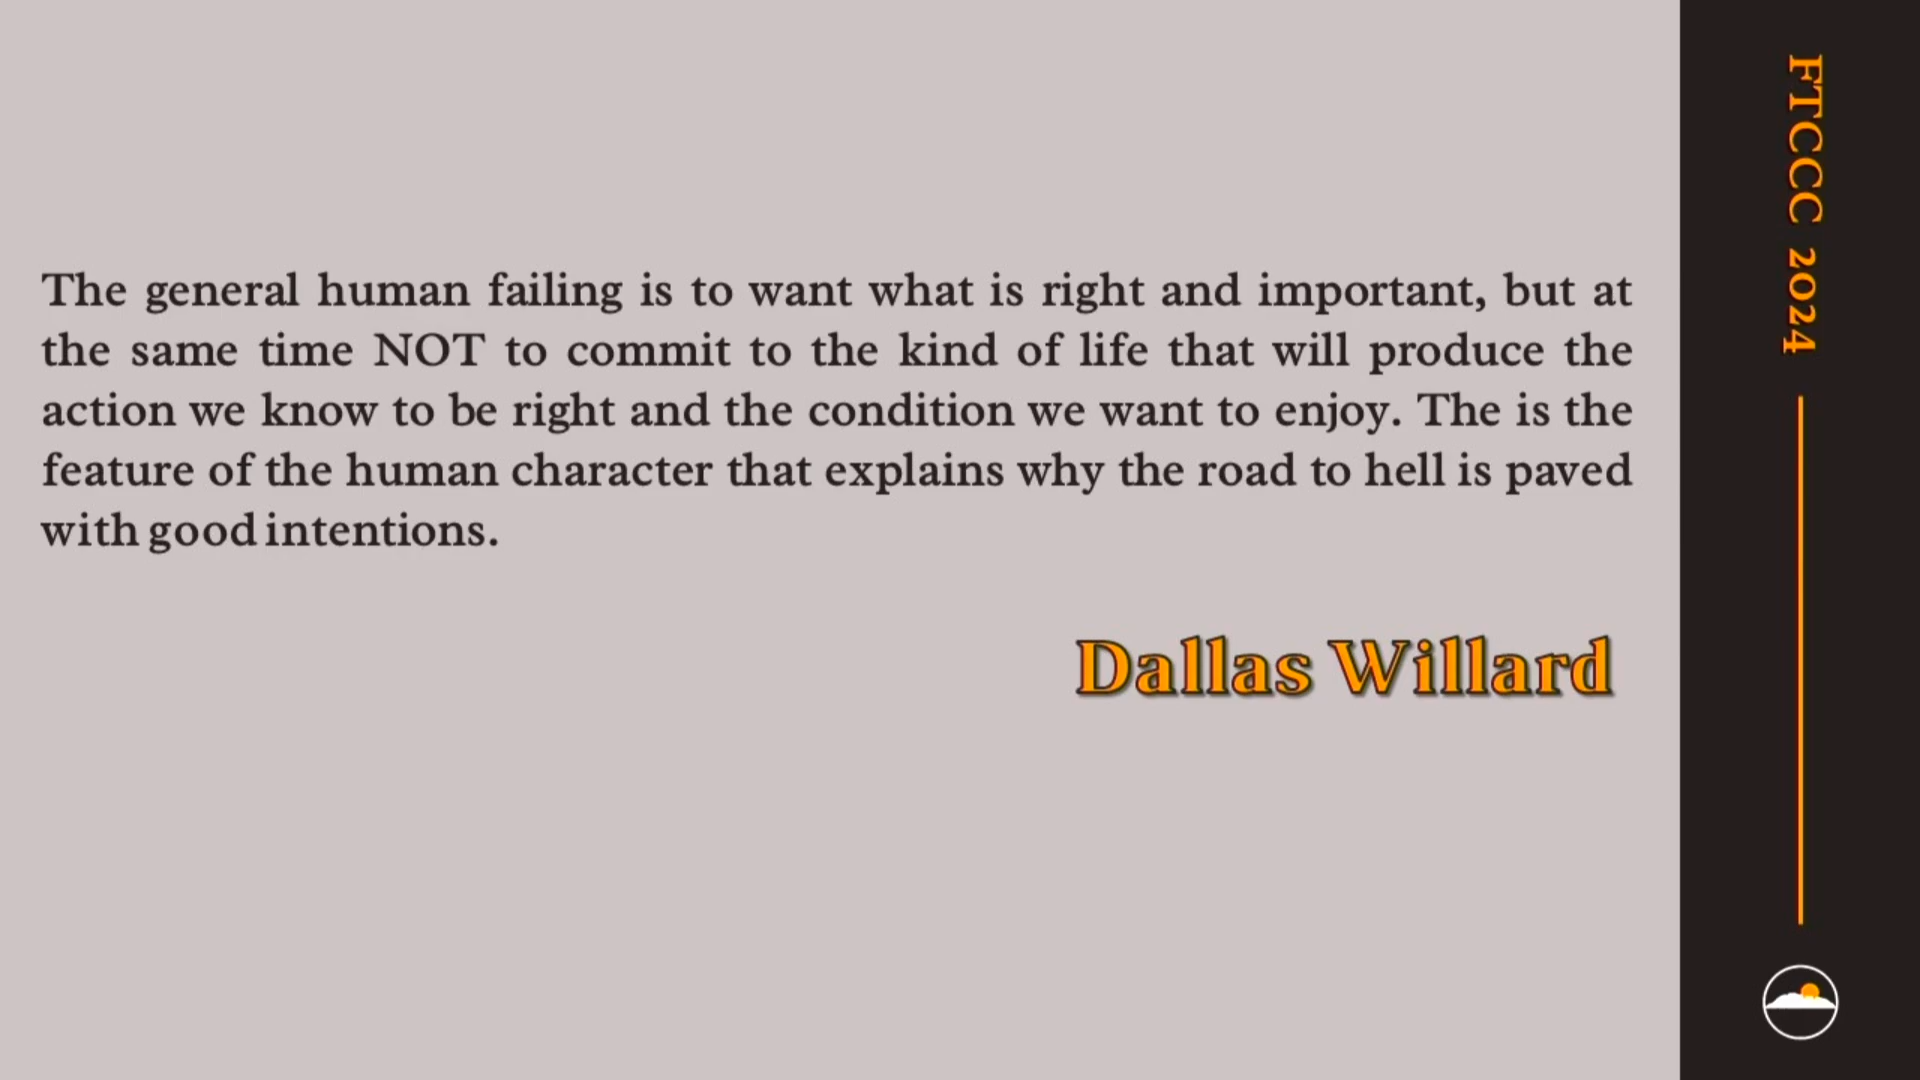 The general human failing is to want what is right and important, but at
the same time NOT to commit to the kind of life that will produce the
action we know to be right and the condition we want to enjoy. The is the
feature of the human character that explains why the road to hell is paved
with good intentions.
Dallas Willard
FTCCC 2024